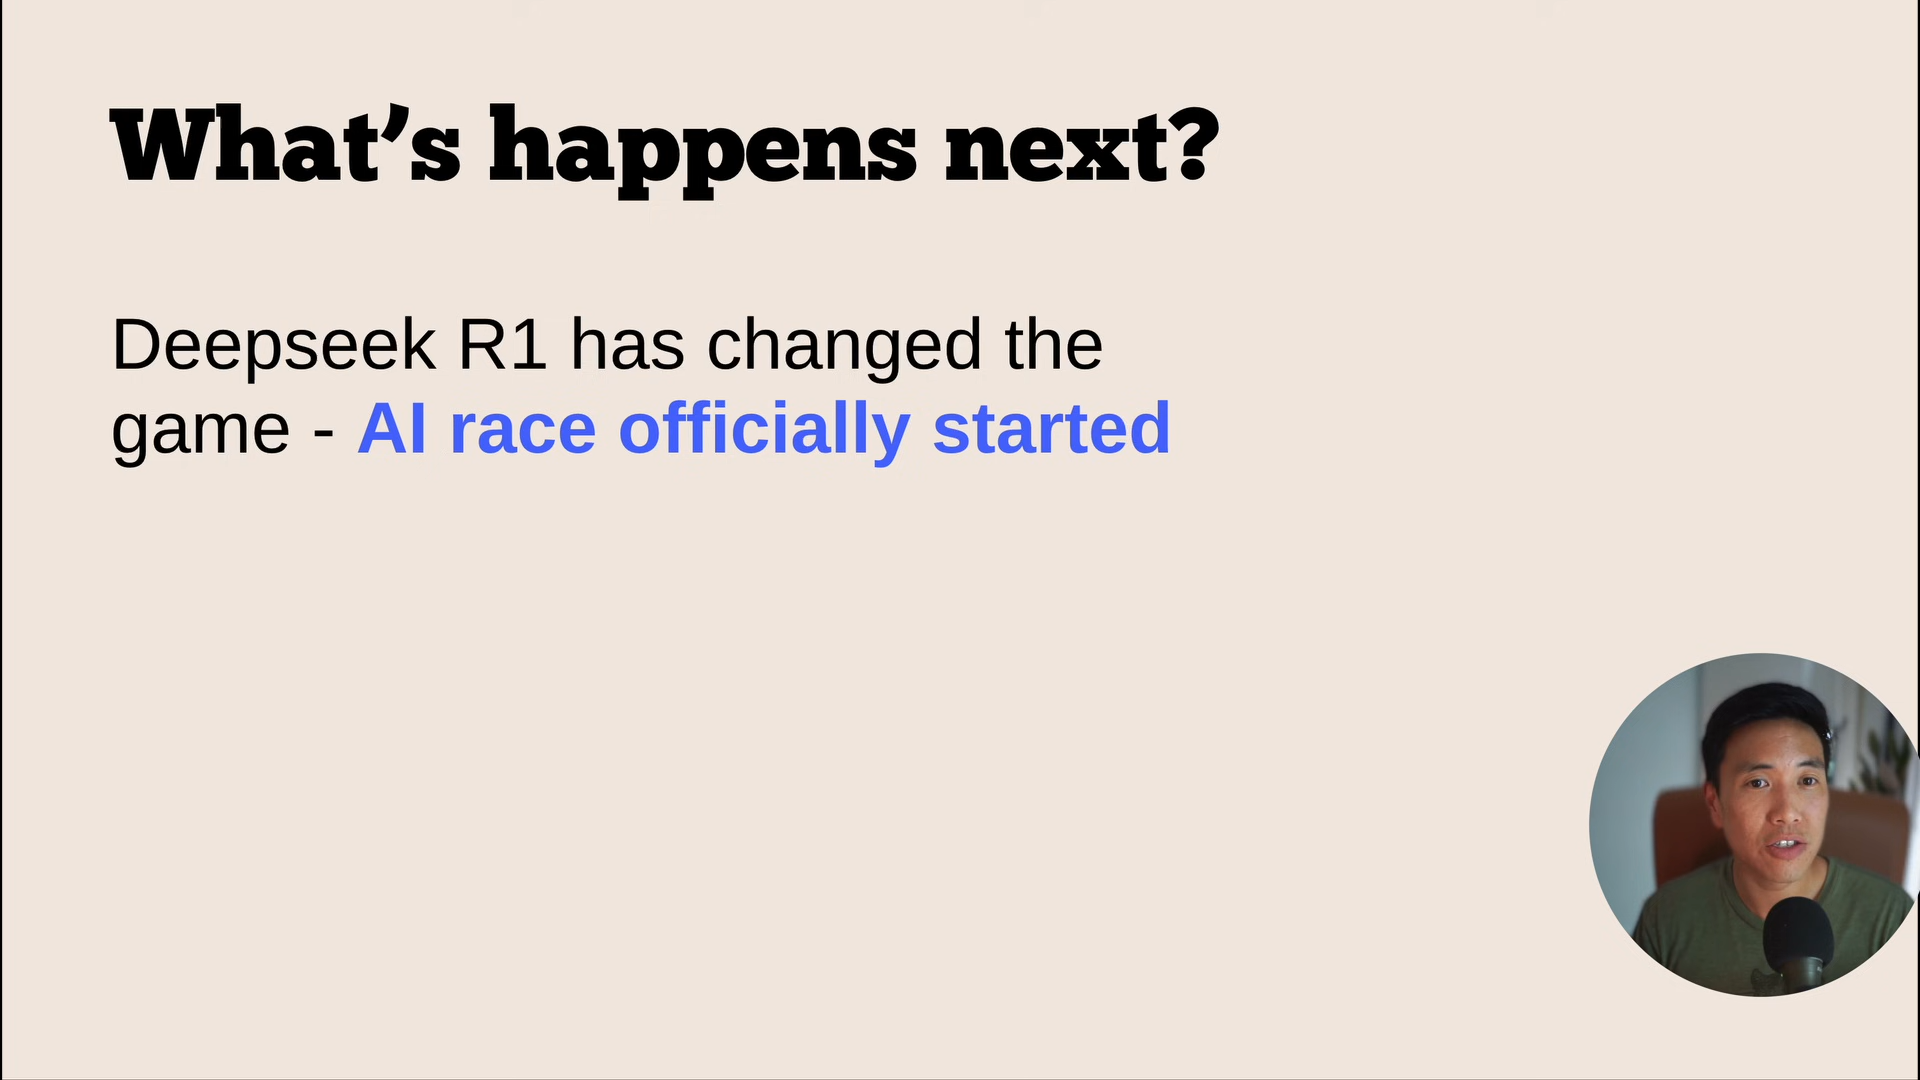 What’s happens next?
Deepseek R1 has changed the
game - AI race officially started